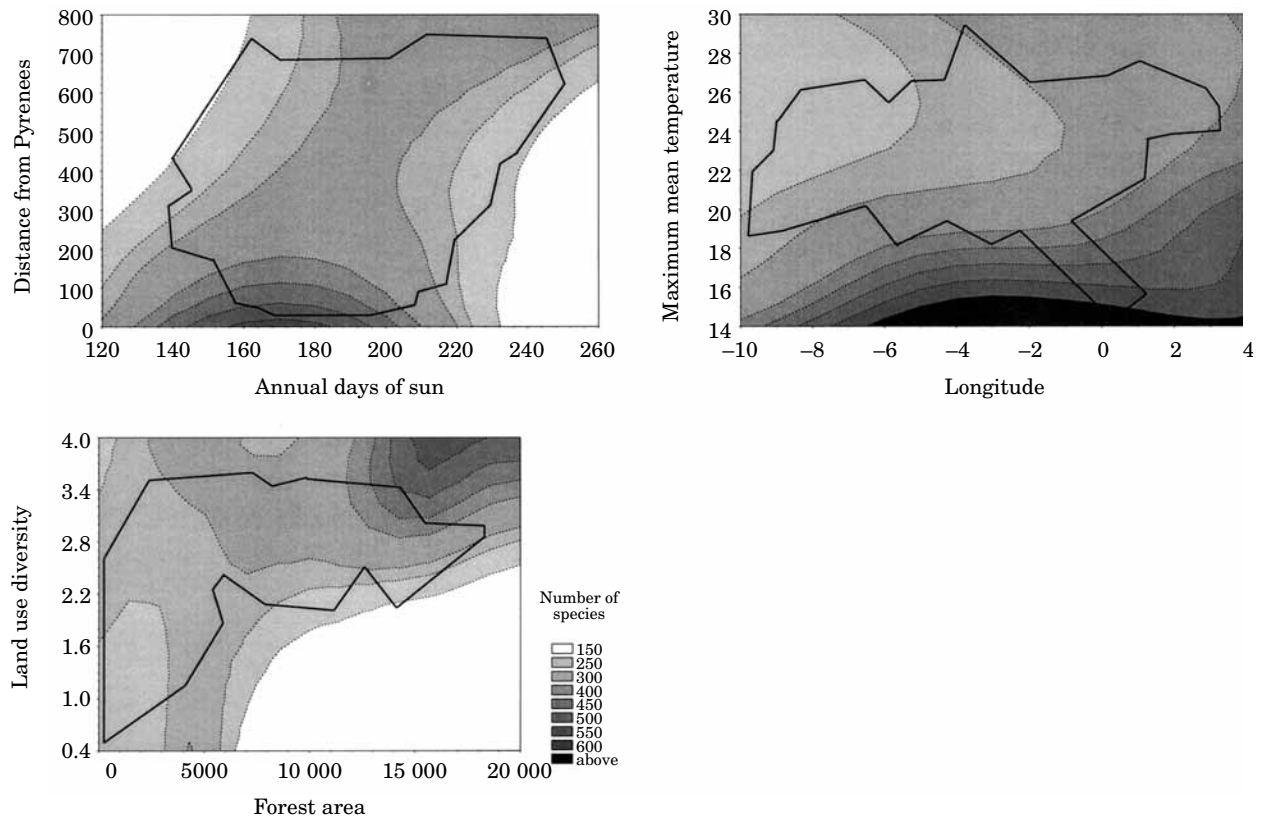 800
700
600
500
400
300
200
100
0
Distance from Pyrenees
120 140 160 180 200 220 240 260
Annual days of sun
30
28
26
24
22
20
18
16
14
Maximum mean temperature
–10 –8 –6 –4 –2 0 2 4
Longitude
4.0
3.4
2.8
2.2
1.6
1.0
0.4
Land use diversity
0 5000 10 000 15 000 20 000
Forest area
Number of
species
150
250
300
400
450
500
550
600
above